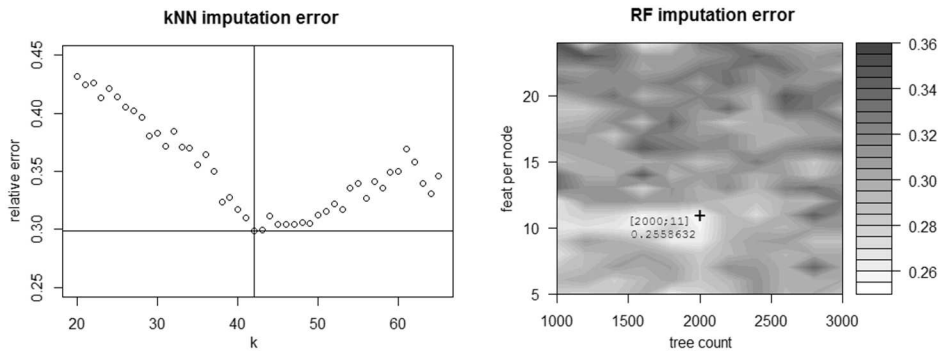 kNN imputation error
relative error
0.45
0.40
0.35
0.30
0.25
20 30 40 50 60
k
RF imputation error
feat per node
20
15
10
5
[2000;11]
0.2558632
1000 1500 2000 2500 3000
tree count
0.36
0.34
0.32
0.30
0.28
0.26